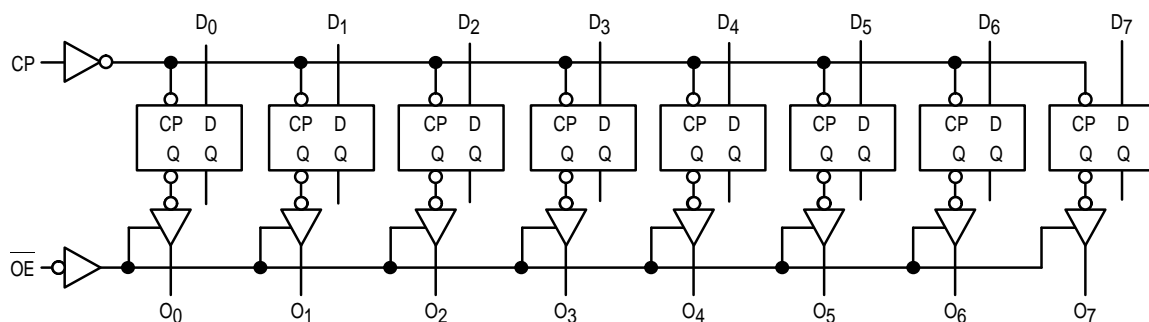 D0 D1 D2 D3 D4 D5 D6 D7
CP
CP D CP D CP D CP D CP D CP D CP D CP D
Q Q Q Q Q Q Q Q Q Q Q Q Q Q Q Q
OE
O0 O1 O2 O3 O4 O5 O6 O7